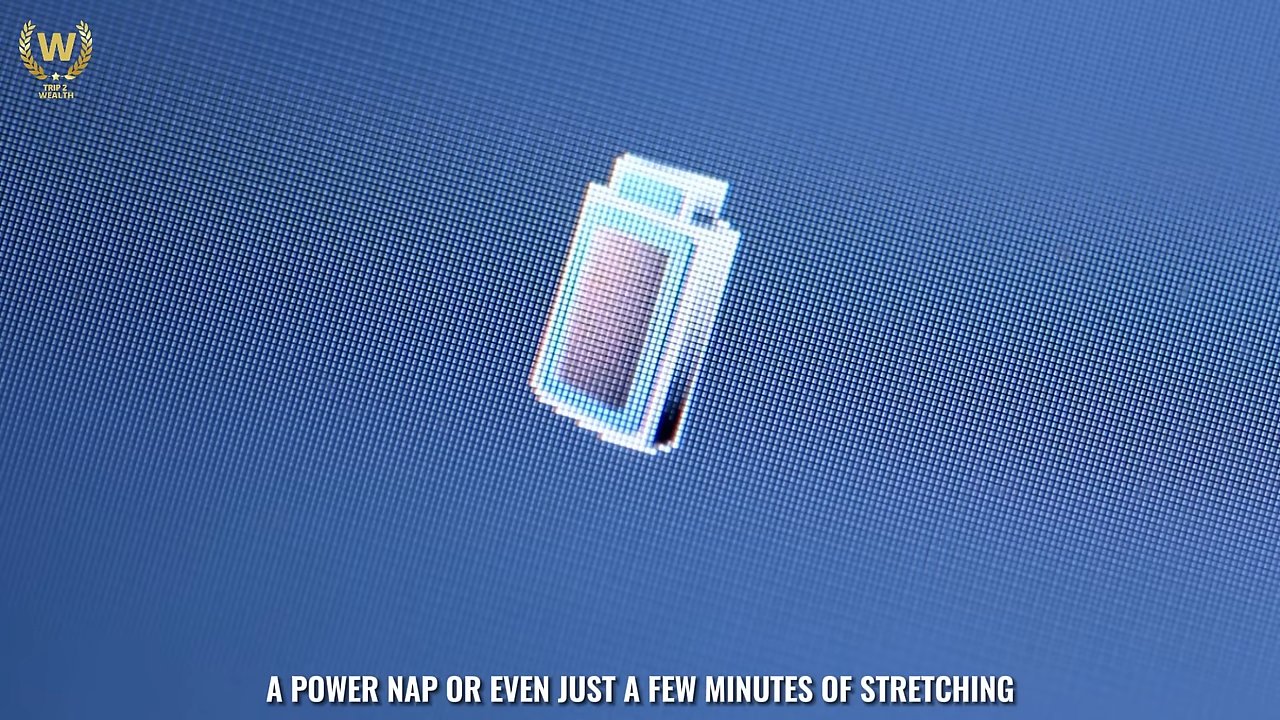 W
TRIP 2
WEALTH
A POWER NAP OR EVEN JUST A FEW MINUTES OF STRETCHING